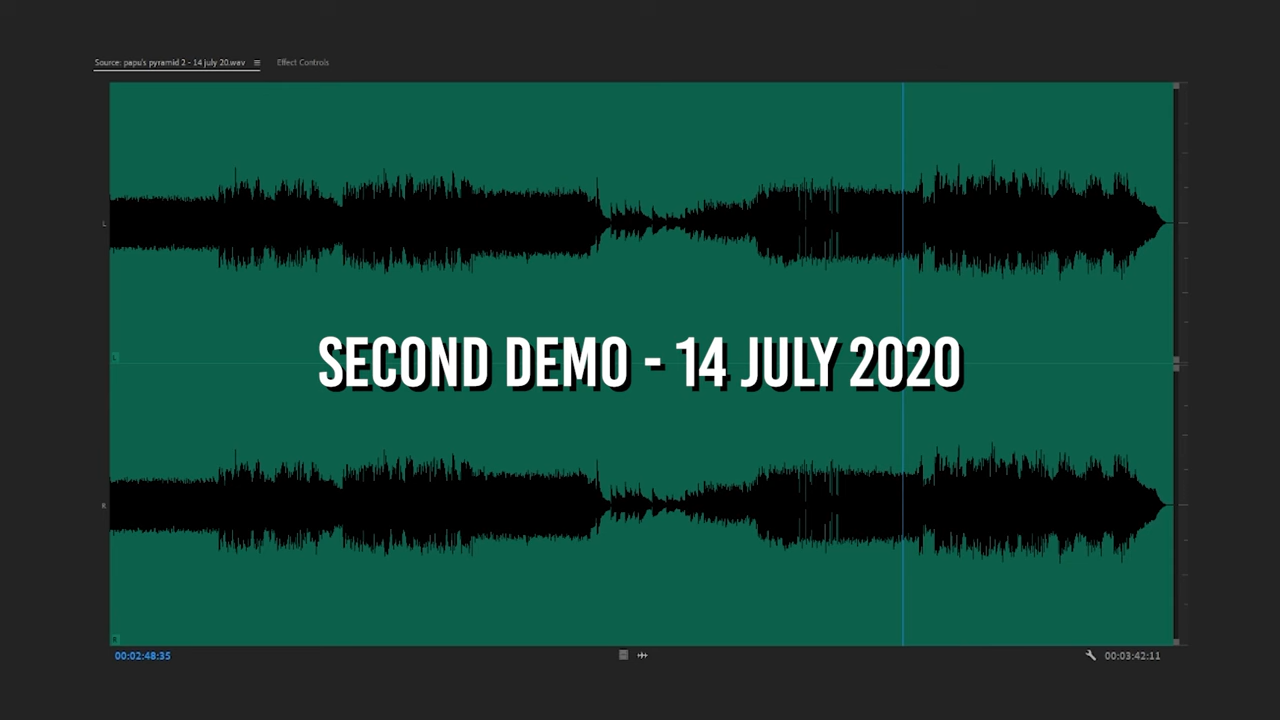 Source: papu's pyramid 2 - 14 july 20.wav
Effect Controls
L
L
SECOND DEMO - 14 JULY 2020
R
R
00:02:48:35
00:03:42:11